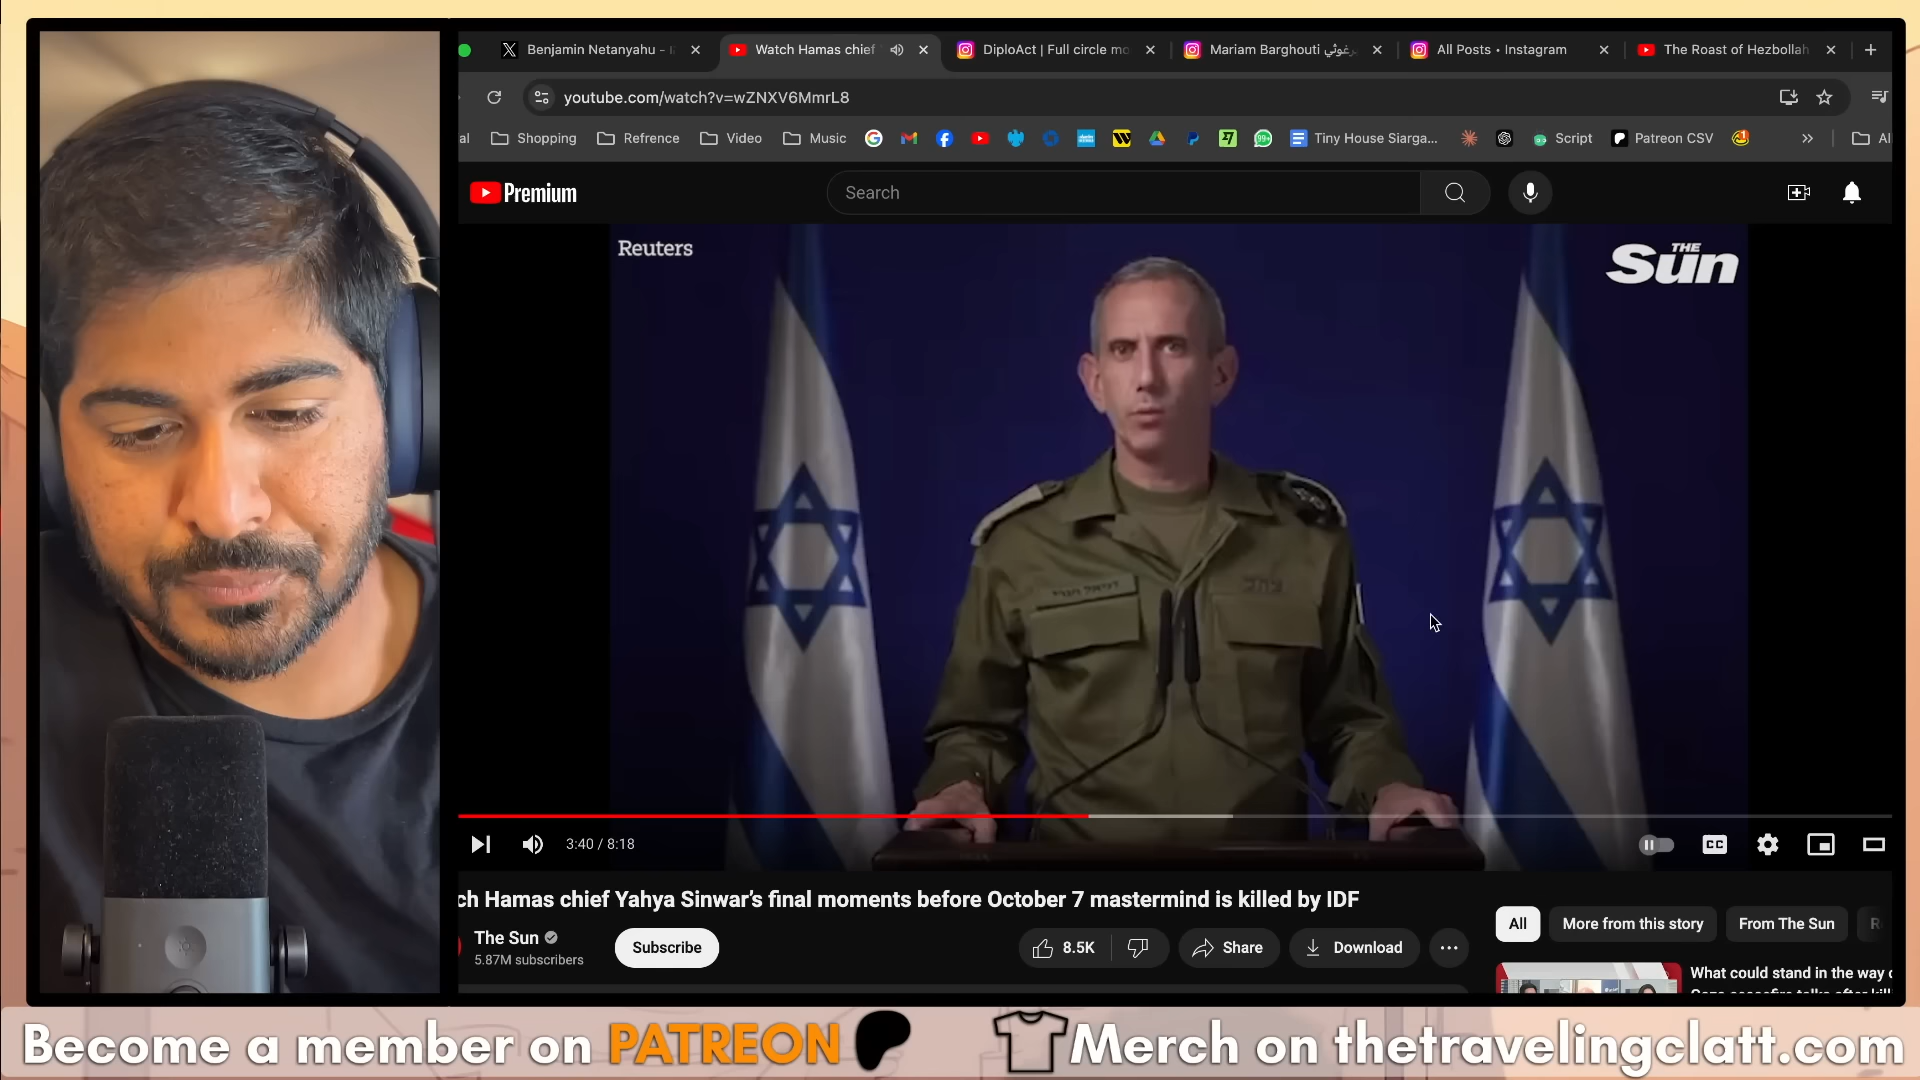 Benjamin Netanyahu -
Watch Hamas chief
DiploAct | Full circle mo
Mariam Barghouti
All Posts • Instagram
The Roast of Hezbollah
youtube.com/watch?v=wZNXV6MmrL8
al
Shopping
Refrence
Video
Music
Tiny House Siarga...
Script
Patreon CSV
Al
Premium
Search
Reuters
THE
Sun
3:40 / 8:18
CC
ch Hamas chief Yahya Sinwar’s final moments before October 7 mastermind is killed by IDF
The Sun
5.87M subscribers
Subscribe
8.5K
Share
Download
All
More from this story
From The Sun
R
What could stand in the way
Become a member on PATREON
Merch on thetravelingclatt.com